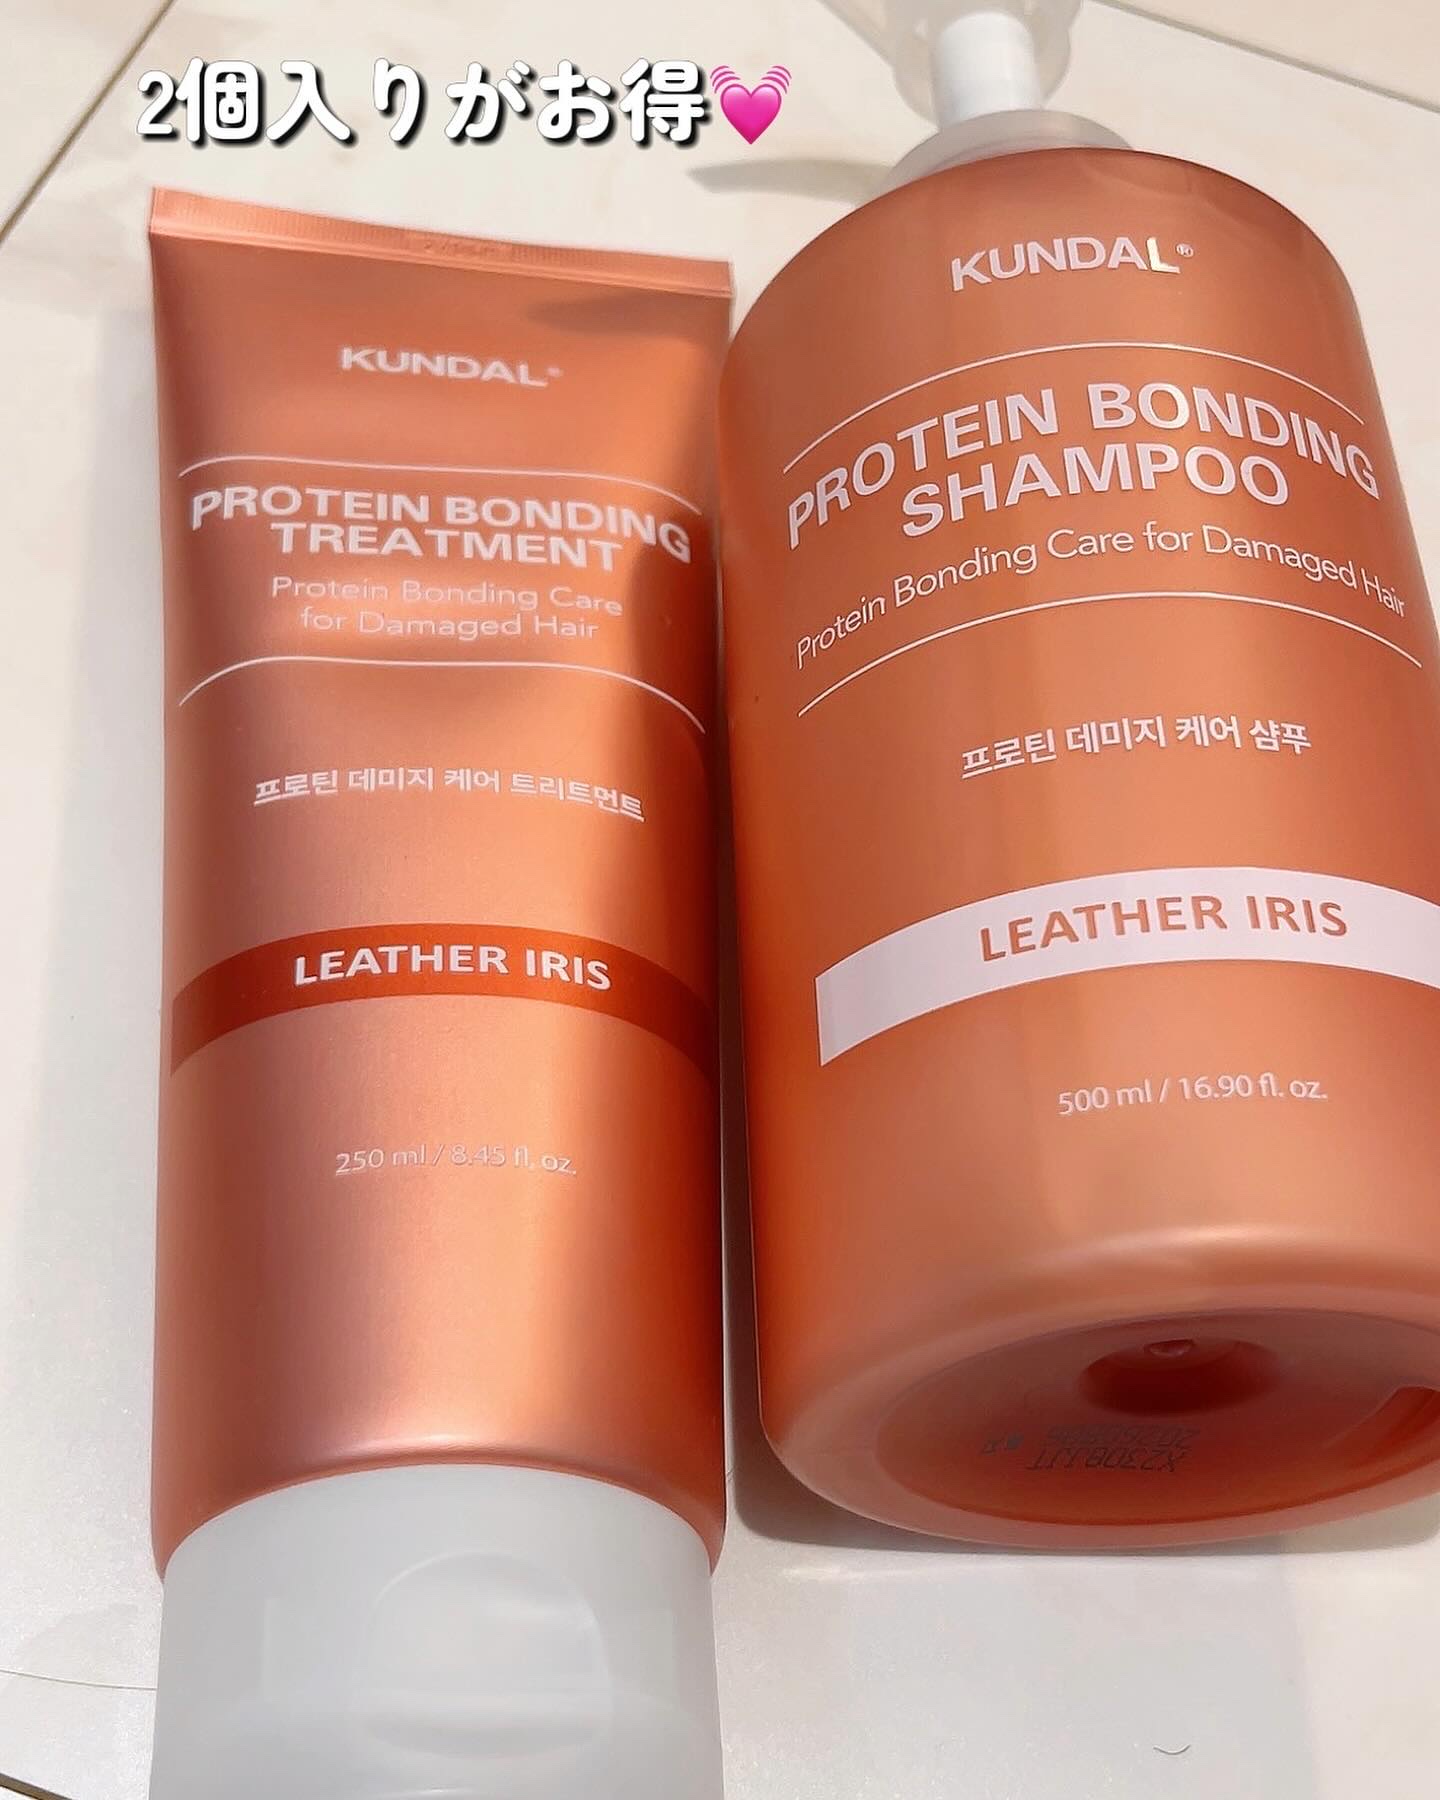 2個入りがお得💓
KUNDAL®
PROTEIN BONDING
TREATMENT
Protein Bonding Care
for Damaged Hair
프로틴 데미지 케어 트리트먼트
LEATHER IRIS
250 ml / 8.45 fl. oz.
KUNDAL®
PROTEIN BONDING
SHAMPOO
Protein Bonding Care for Damaged Hair
프로틴 데미지 케어 샴푸
LEATHER IRIS
500 ml / 16.90 fl. oz.